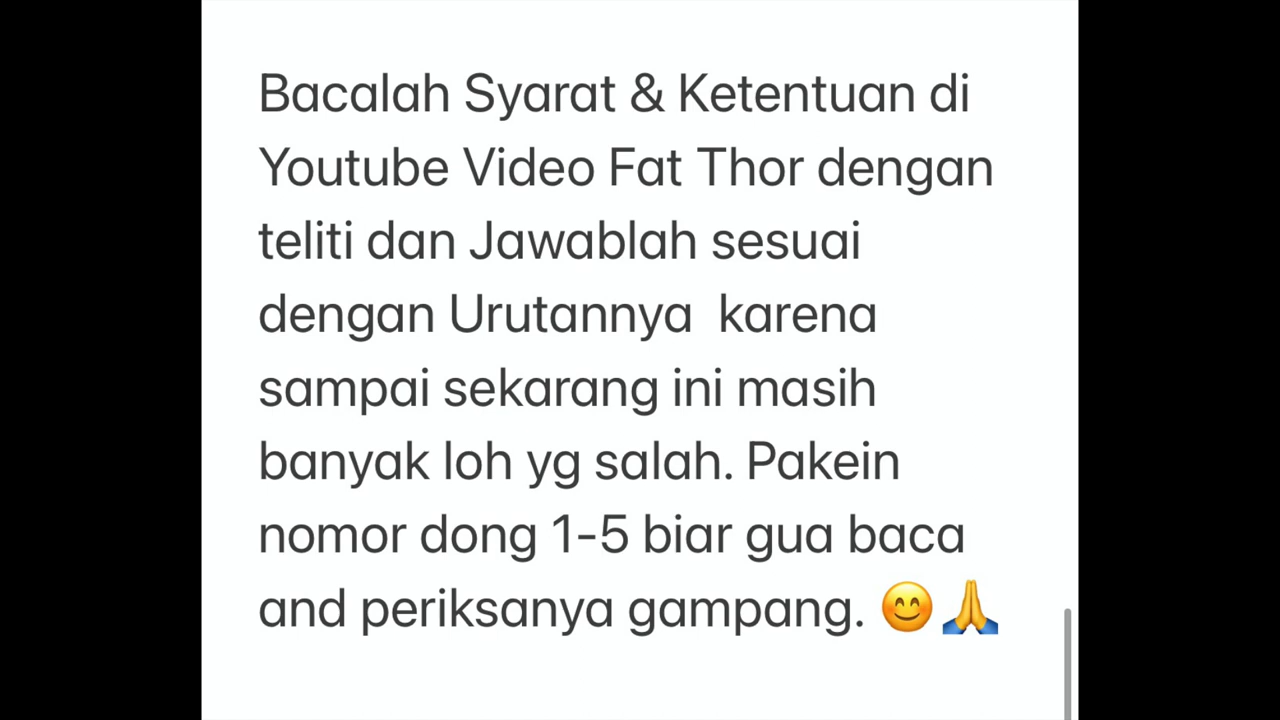 Bacalah Syarat & Ketentuan di
Youtube Video Fat Thor dengan
teliti dan Jawablah sesuai
dengan Urutannya  karena
sampai sekarang ini masih
banyak loh yg salah. Pakein
nomor dong 1-5 biar gua baca
and periksanya gampang. 😊🙏